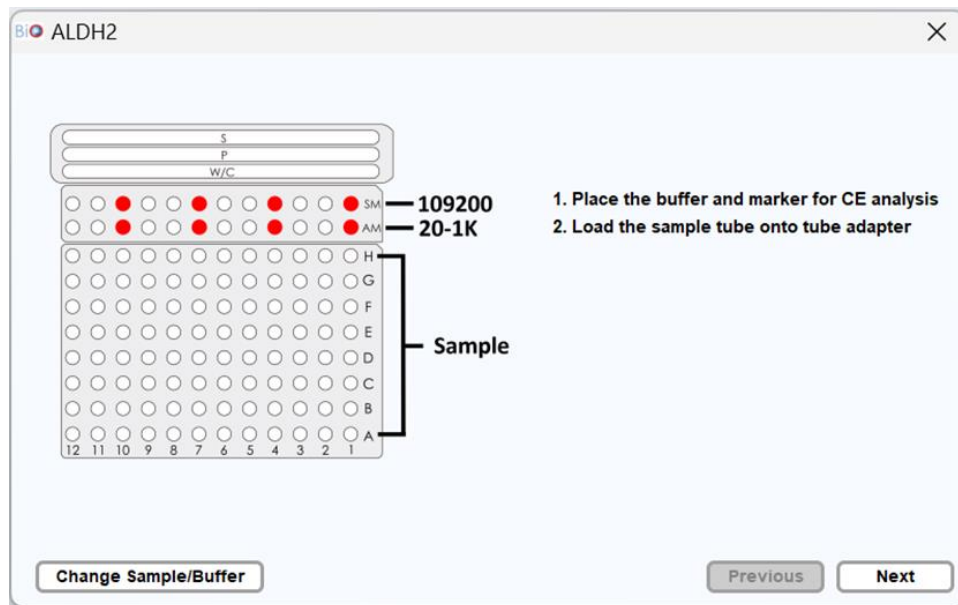 BiO ALDH2
S
P
W/C
SM 109200
AM 20-1K
H
G
F
E
D
C
B
A
Sample
12 11 10 9 8 7 6 5 4 3 2 1
1. Place the buffer and marker for CE analysis
2. Load the sample tube onto tube adapter
Change Sample/Buffer
Previous
Next